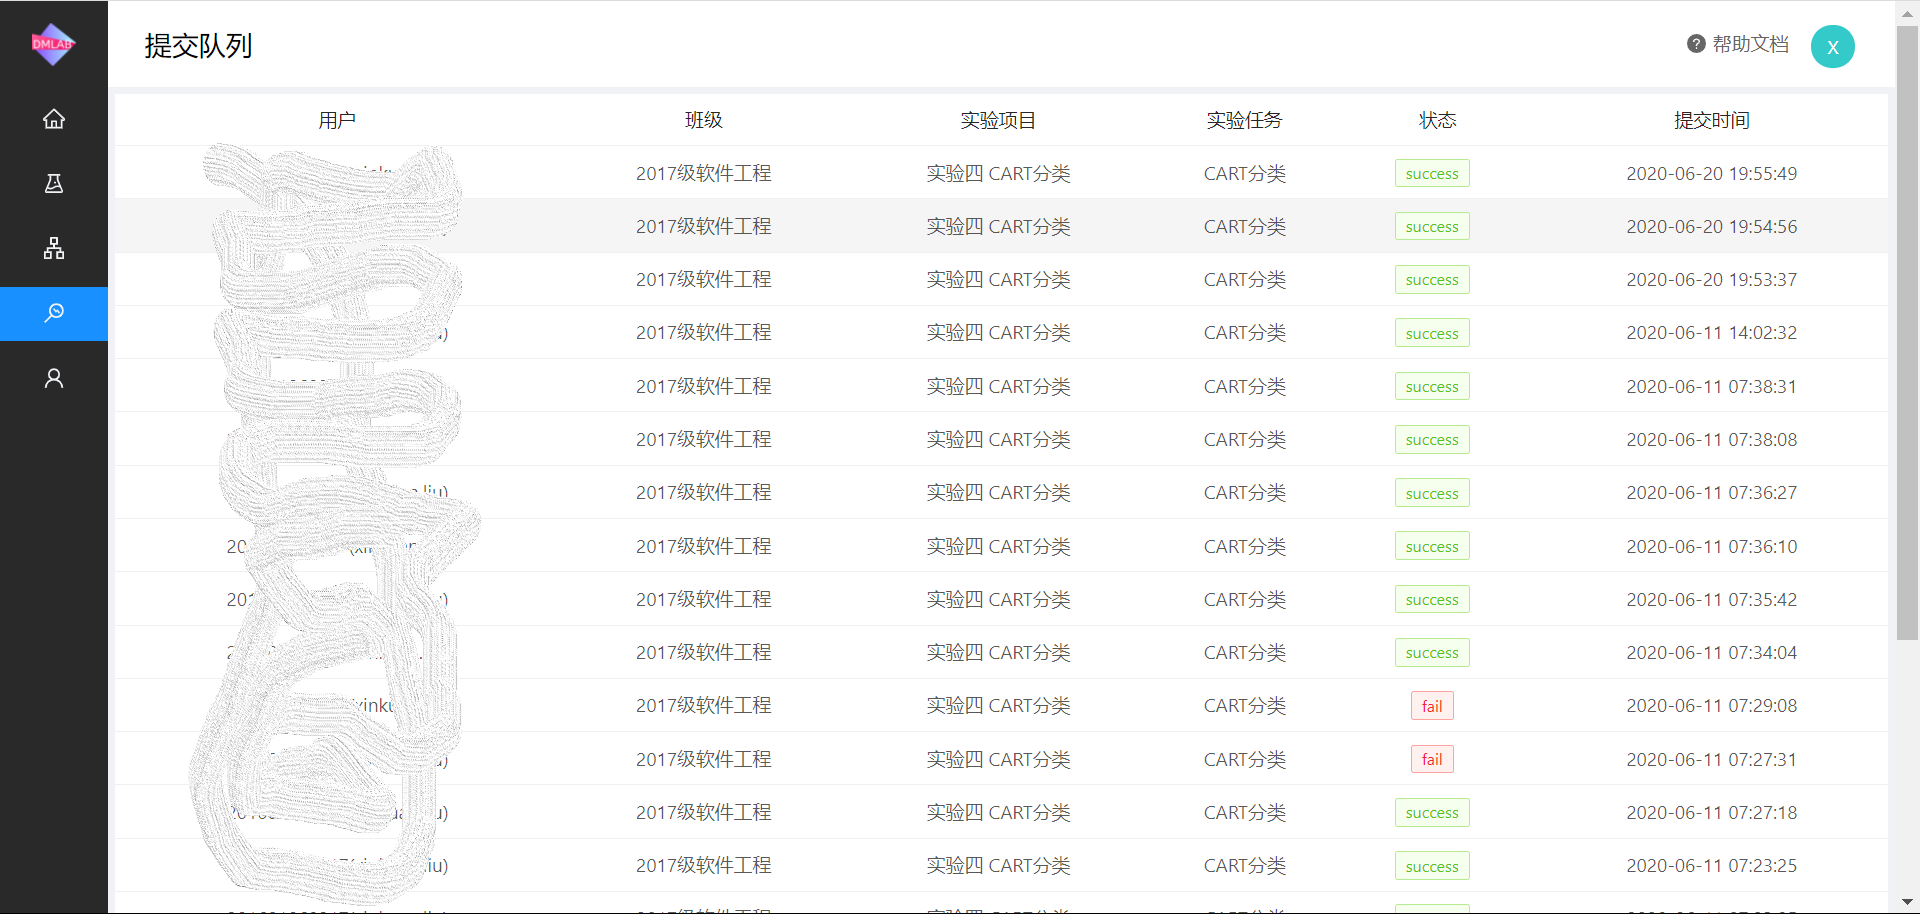 DMLAB
提交队列
帮助文档
X
用户 班级 实验项目 实验任务 状态 提交时间
2017级软件工程 实验四 CART分类 CART分类 success 2020-06-20 19:55:49
2017级软件工程 实验四 CART分类 CART分类 success 2020-06-20 19:54:56
2017级软件工程 实验四 CART分类 CART分类 success 2020-06-20 19:53:37
2017级软件工程 实验四 CART分类 CART分类 success 2020-06-11 14:02:32
2017级软件工程 实验四 CART分类 CART分类 success 2020-06-11 07:38:31
2017级软件工程 实验四 CART分类 CART分类 success 2020-06-11 07:38:08
2017级软件工程 实验四 CART分类 CART分类 success 2020-06-11 07:36:27
2017级软件工程 实验四 CART分类 CART分类 success 2020-06-11 07:36:10
2017级软件工程 实验四 CART分类 CART分类 success 2020-06-11 07:35:42
2017级软件工程 实验四 CART分类 CART分类 success 2020-06-11 07:34:04
2017级软件工程 实验四 CART分类 CART分类 fail 2020-06-11 07:29:08
2017级软件工程 实验四 CART分类 CART分类 fail 2020-06-11 07:27:31
2017级软件工程 实验四 CART分类 CART分类 success 2020-06-11 07:27:18
2017级软件工程 实验四 CART分类 CART分类 success 2020-06-11 07:23:25